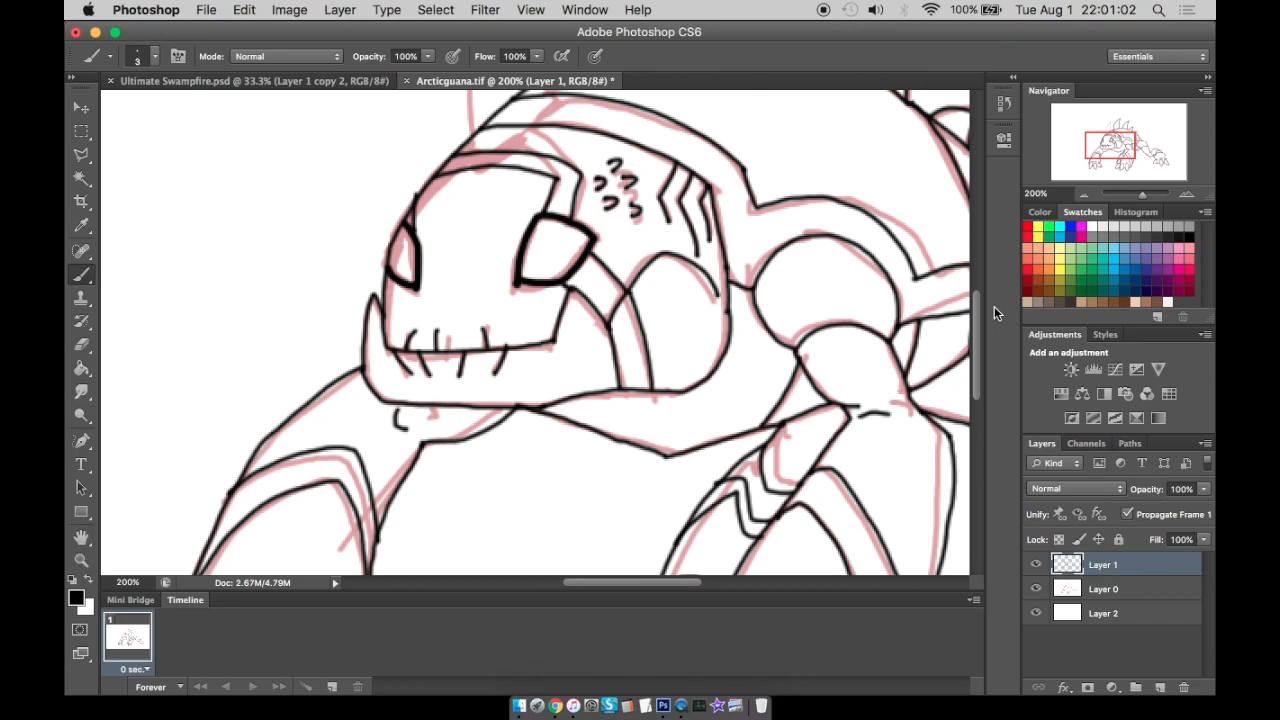 Photoshop File Edit Image Layer Type Select Filter View Window Help 100% Tue Aug 1 22:01:02
Adobe Photoshop CS6
3 Mode: Normal Opacity: 100% Flow: 100% Essentials
Ultimate Swampfire.psd @ 33.3% (Layer 1 copy 2, RGB/8#) Arcticguana.tif @ 200% (Layer 1, RGB/8#) *
Navigator
200%
Color Swatches Histogram
Adjustments Styles
Add an adjustment
Layers Channels Paths
Kind
Normal Opacity: 100%
Unify: Propagate Frame 1
Lock: Fill: 100%
Layer 1
Layer 0
Layer 2
200% Doc: 2.67M/4.79M
Mini Bridge Timeline
1
0 sec.
Forever